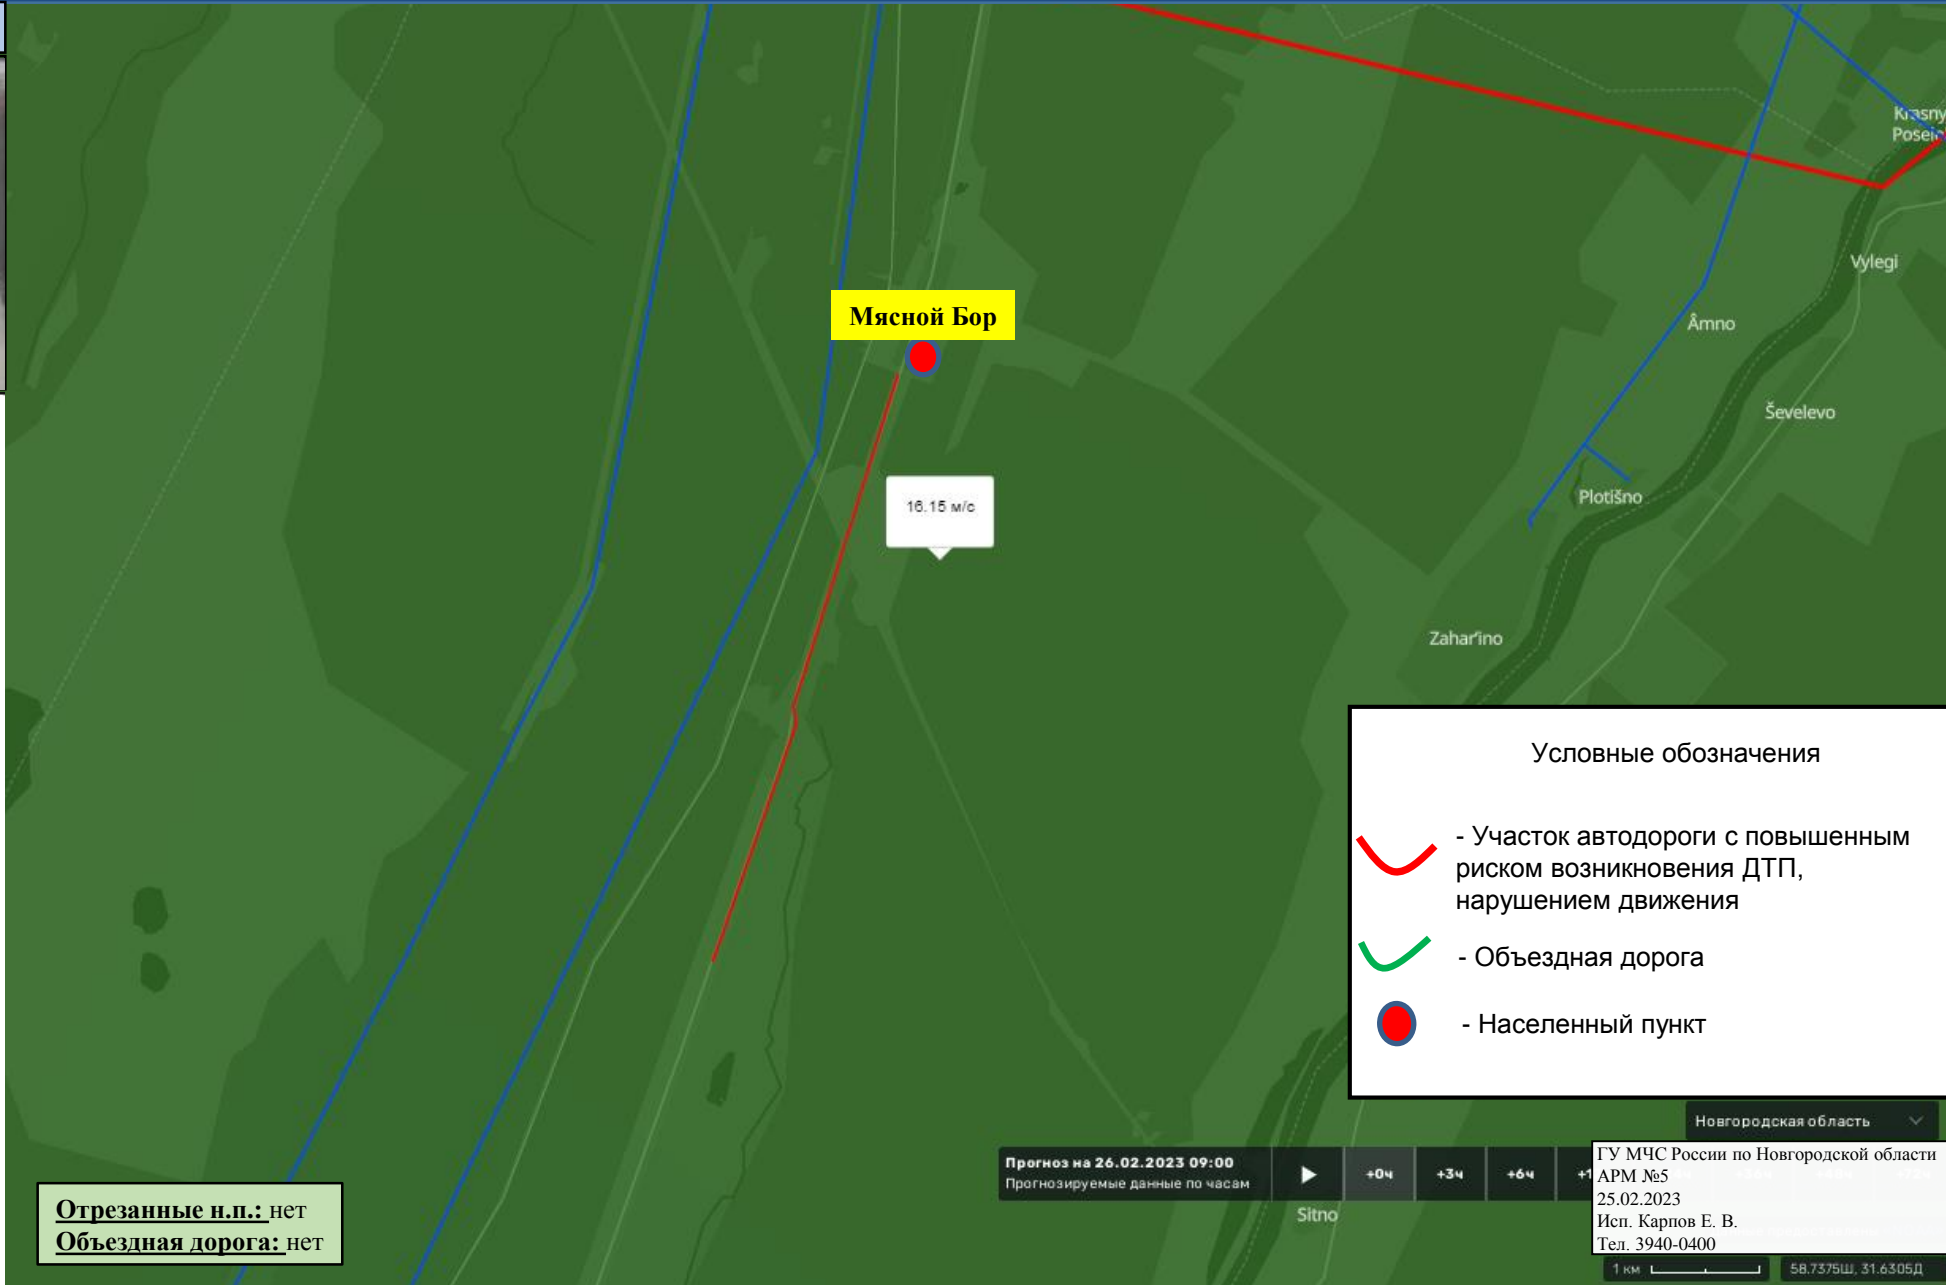 Krasny
Poselo
Vylegi
Âmno
Мясной Бор
Ševelevo
16.15 м/с
Plotišno
Zahar'ino
Условные обозначения
- Участок автодороги с повышенным
риском возникновения ДТП,
нарушением движения
- Объездная дорога
- Населенный пункт
Новгородская область
Прогноз на 26.02.2023 09:00
Прогнозируемые данные по часам
+0ч +3ч +6ч
ГУ МЧС России по Новгородской области
АРМ №5
25.02.2023
Исп. Карпов Е. В.
Тел. 3940-0400
Отрезанные н.п.: нет
Объездная дорога: нет
Sitno
1 км
58.7375Ш, 31.6305Д